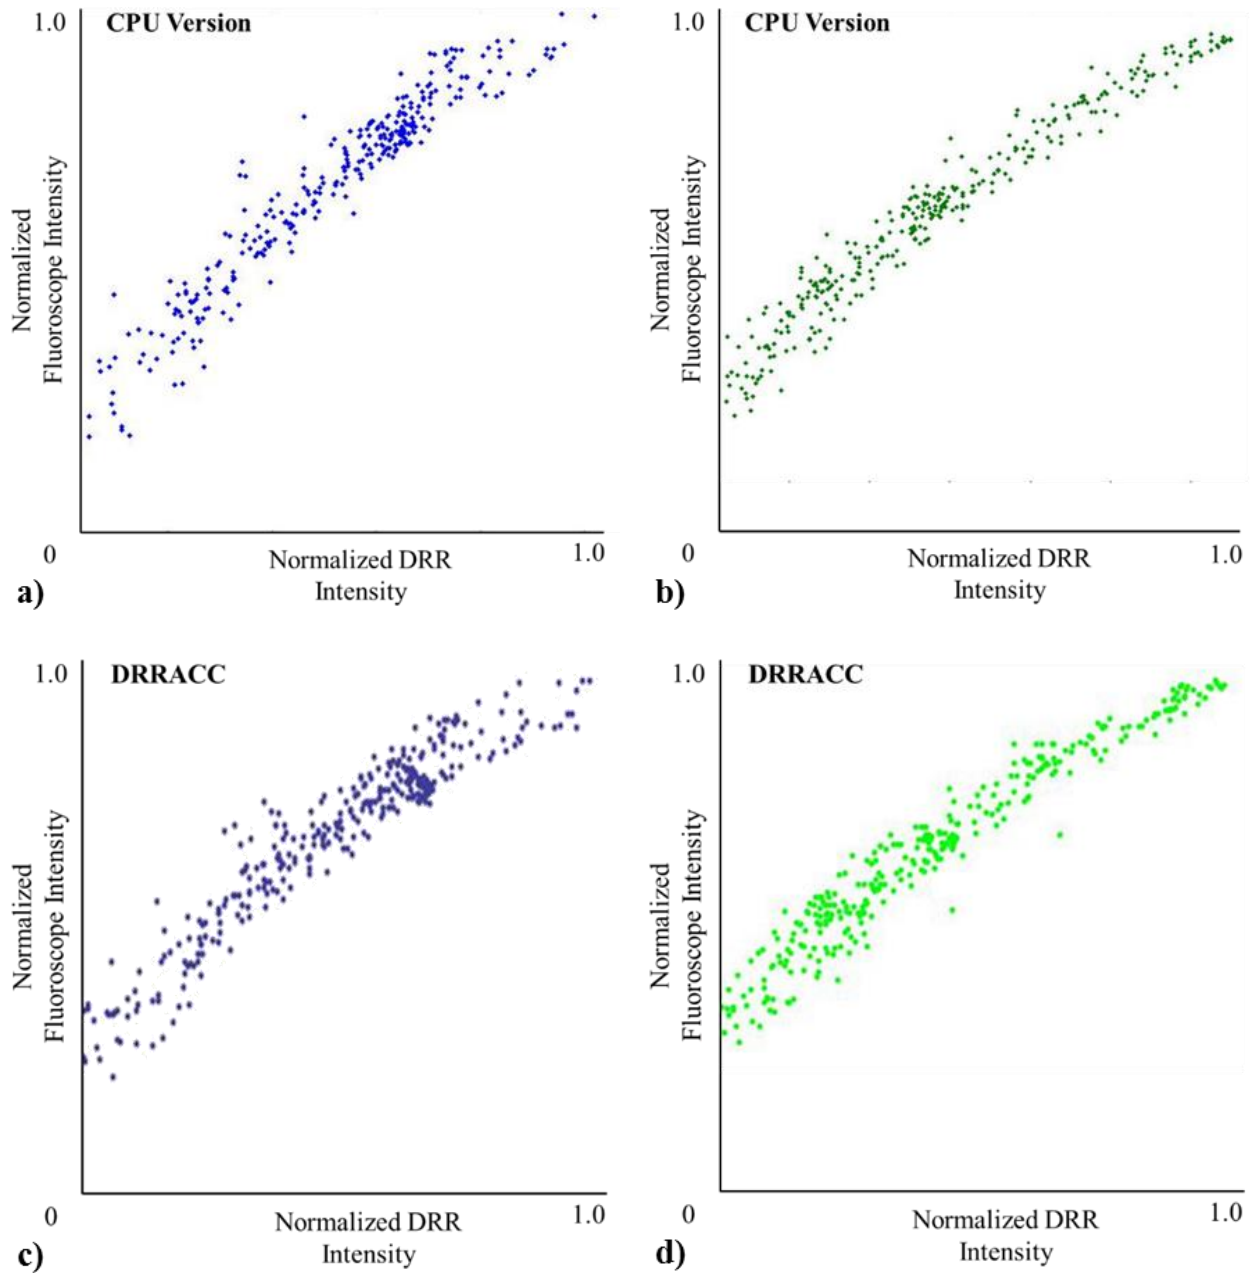 1.0
CPU Version
Normalized
Fluoroscope Intensity
0
Normalized DRR
Intensity
1.0
a)
1.0
CPU Version
Normalized
Fluoroscope Intensity
0
Normalized DRR
Intensity
1.0
b)
1.0
DRRACC
Normalized
Fluoroscope Intensity
0
Normalized DRR
Intensity
1.0
c)
1.0
DRRACC
Normalized
Fluoroscope Intensity
0
Normalized DRR
Intensity
1.0
d)